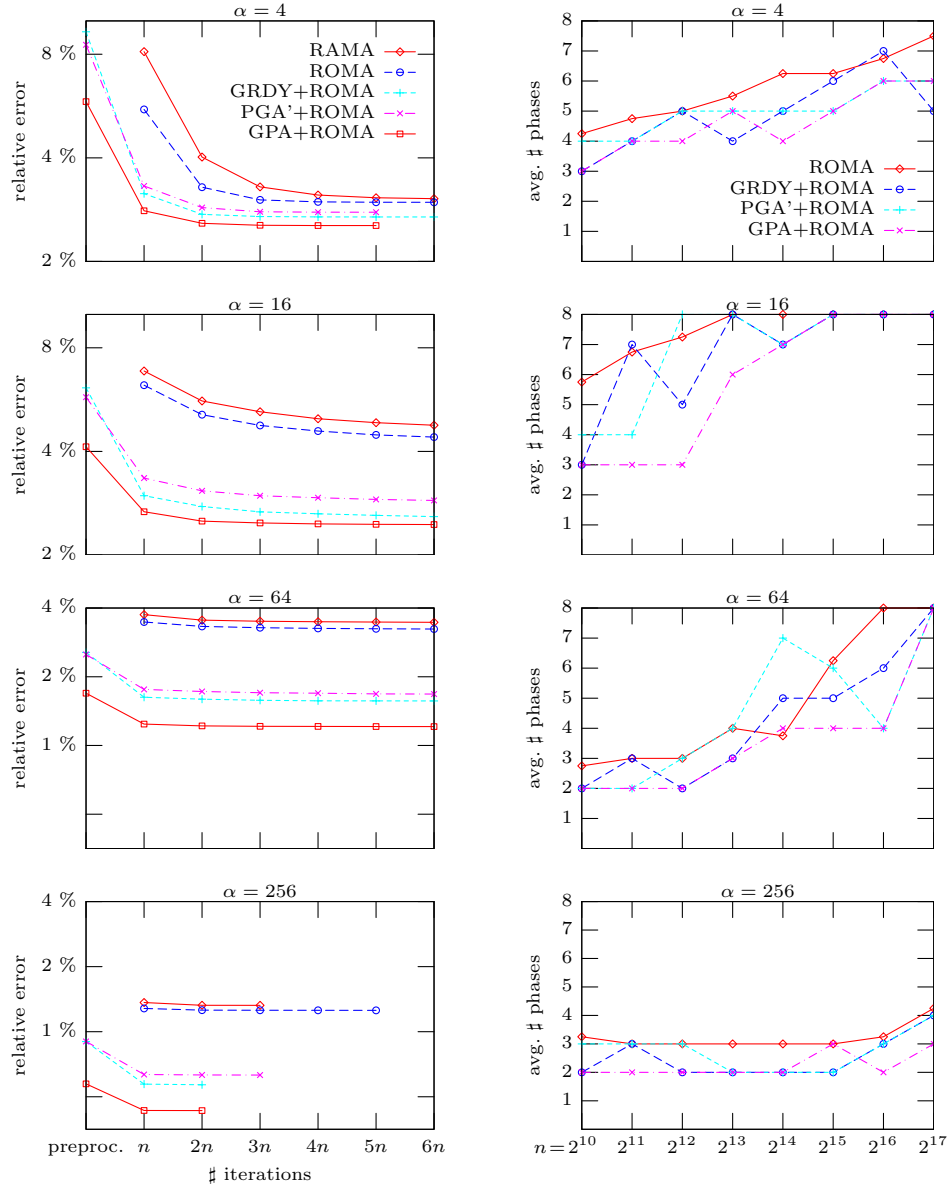 α = 4
8 %
4 %
2 %
relative error
RAMA
ROMA
GRDY+ROMA
PGA'+ROMA
GPA+ROMA
α = 4
8
7
6
5
4
3
2
1
avg. ♯ phases
ROMA
GRDY+ROMA
PGA'+ROMA
GPA+ROMA
α = 16
8 %
4 %
2 %
relative error
α = 16
8
7
6
5
4
3
2
1
avg. ♯ phases
α = 64
4 %
2 %
1 %
relative error
α = 64
8
7
6
5
4
3
2
1
avg. ♯ phases
α = 256
4 %
2 %
1 %
relative error
preproc. n 2n 3n 4n 5n 6n
♯ iterations
α = 256
8
7
6
5
4
3
2
1
avg. ♯ phases
n = 2^10 2^11 2^12 2^13 2^14 2^15 2^16 2^17